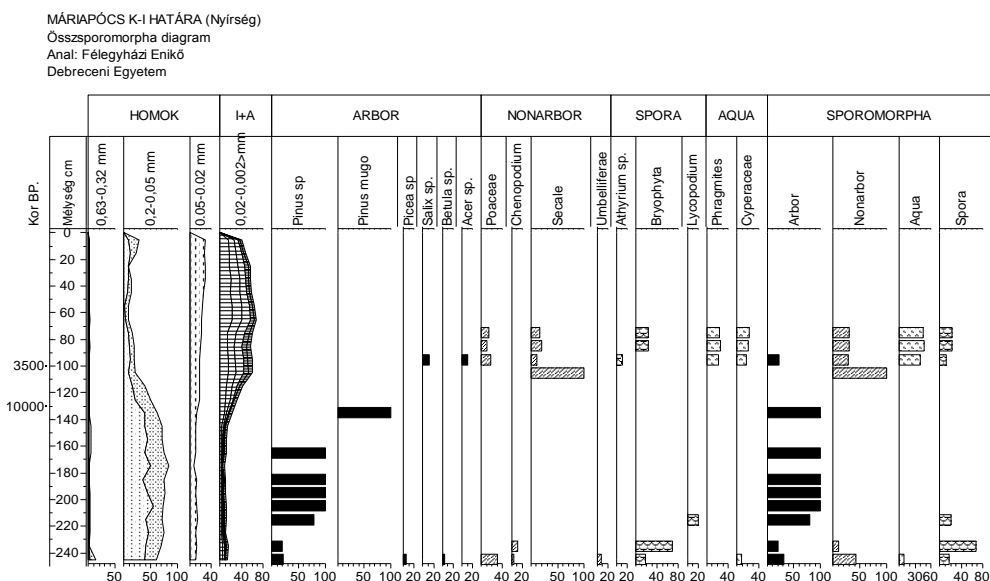 MÁRIAPÓCS K-I HATÁRA (Nyírség)
Összsporomorpha diagram
Anal: Félegyházi Enikő
Debreceni Egyetem
HOMOK I+A ARBOR NONARBOR SPORA AQUA SPOROMORPHA
Kor BP.
Mélység cm
0,63-0,32 mm
0,2-0,05 mm
0.05-0.02 mm
0,02-0,002>mm
Pinus sp
Pinus mugo
Picea sp
Salix sp.
Betula sp.
Acer sp.
Poaceae
Chenopodium
Secale
Umbelliferae
Athyrium sp.
Bryophyta
Lycopodium
Phragmites
Cyperaceae
Arbor
Nonarbor
Aqua
Spora
0
20
40
60
80
3500 100
120
10000 140
160
180
200
220
240
50 50 100 40 40 80 50 100 50 100 20 20 20 20 40 20 50 100 20 20 40 80 20 40 40 50 100 50 100 3060 40 80